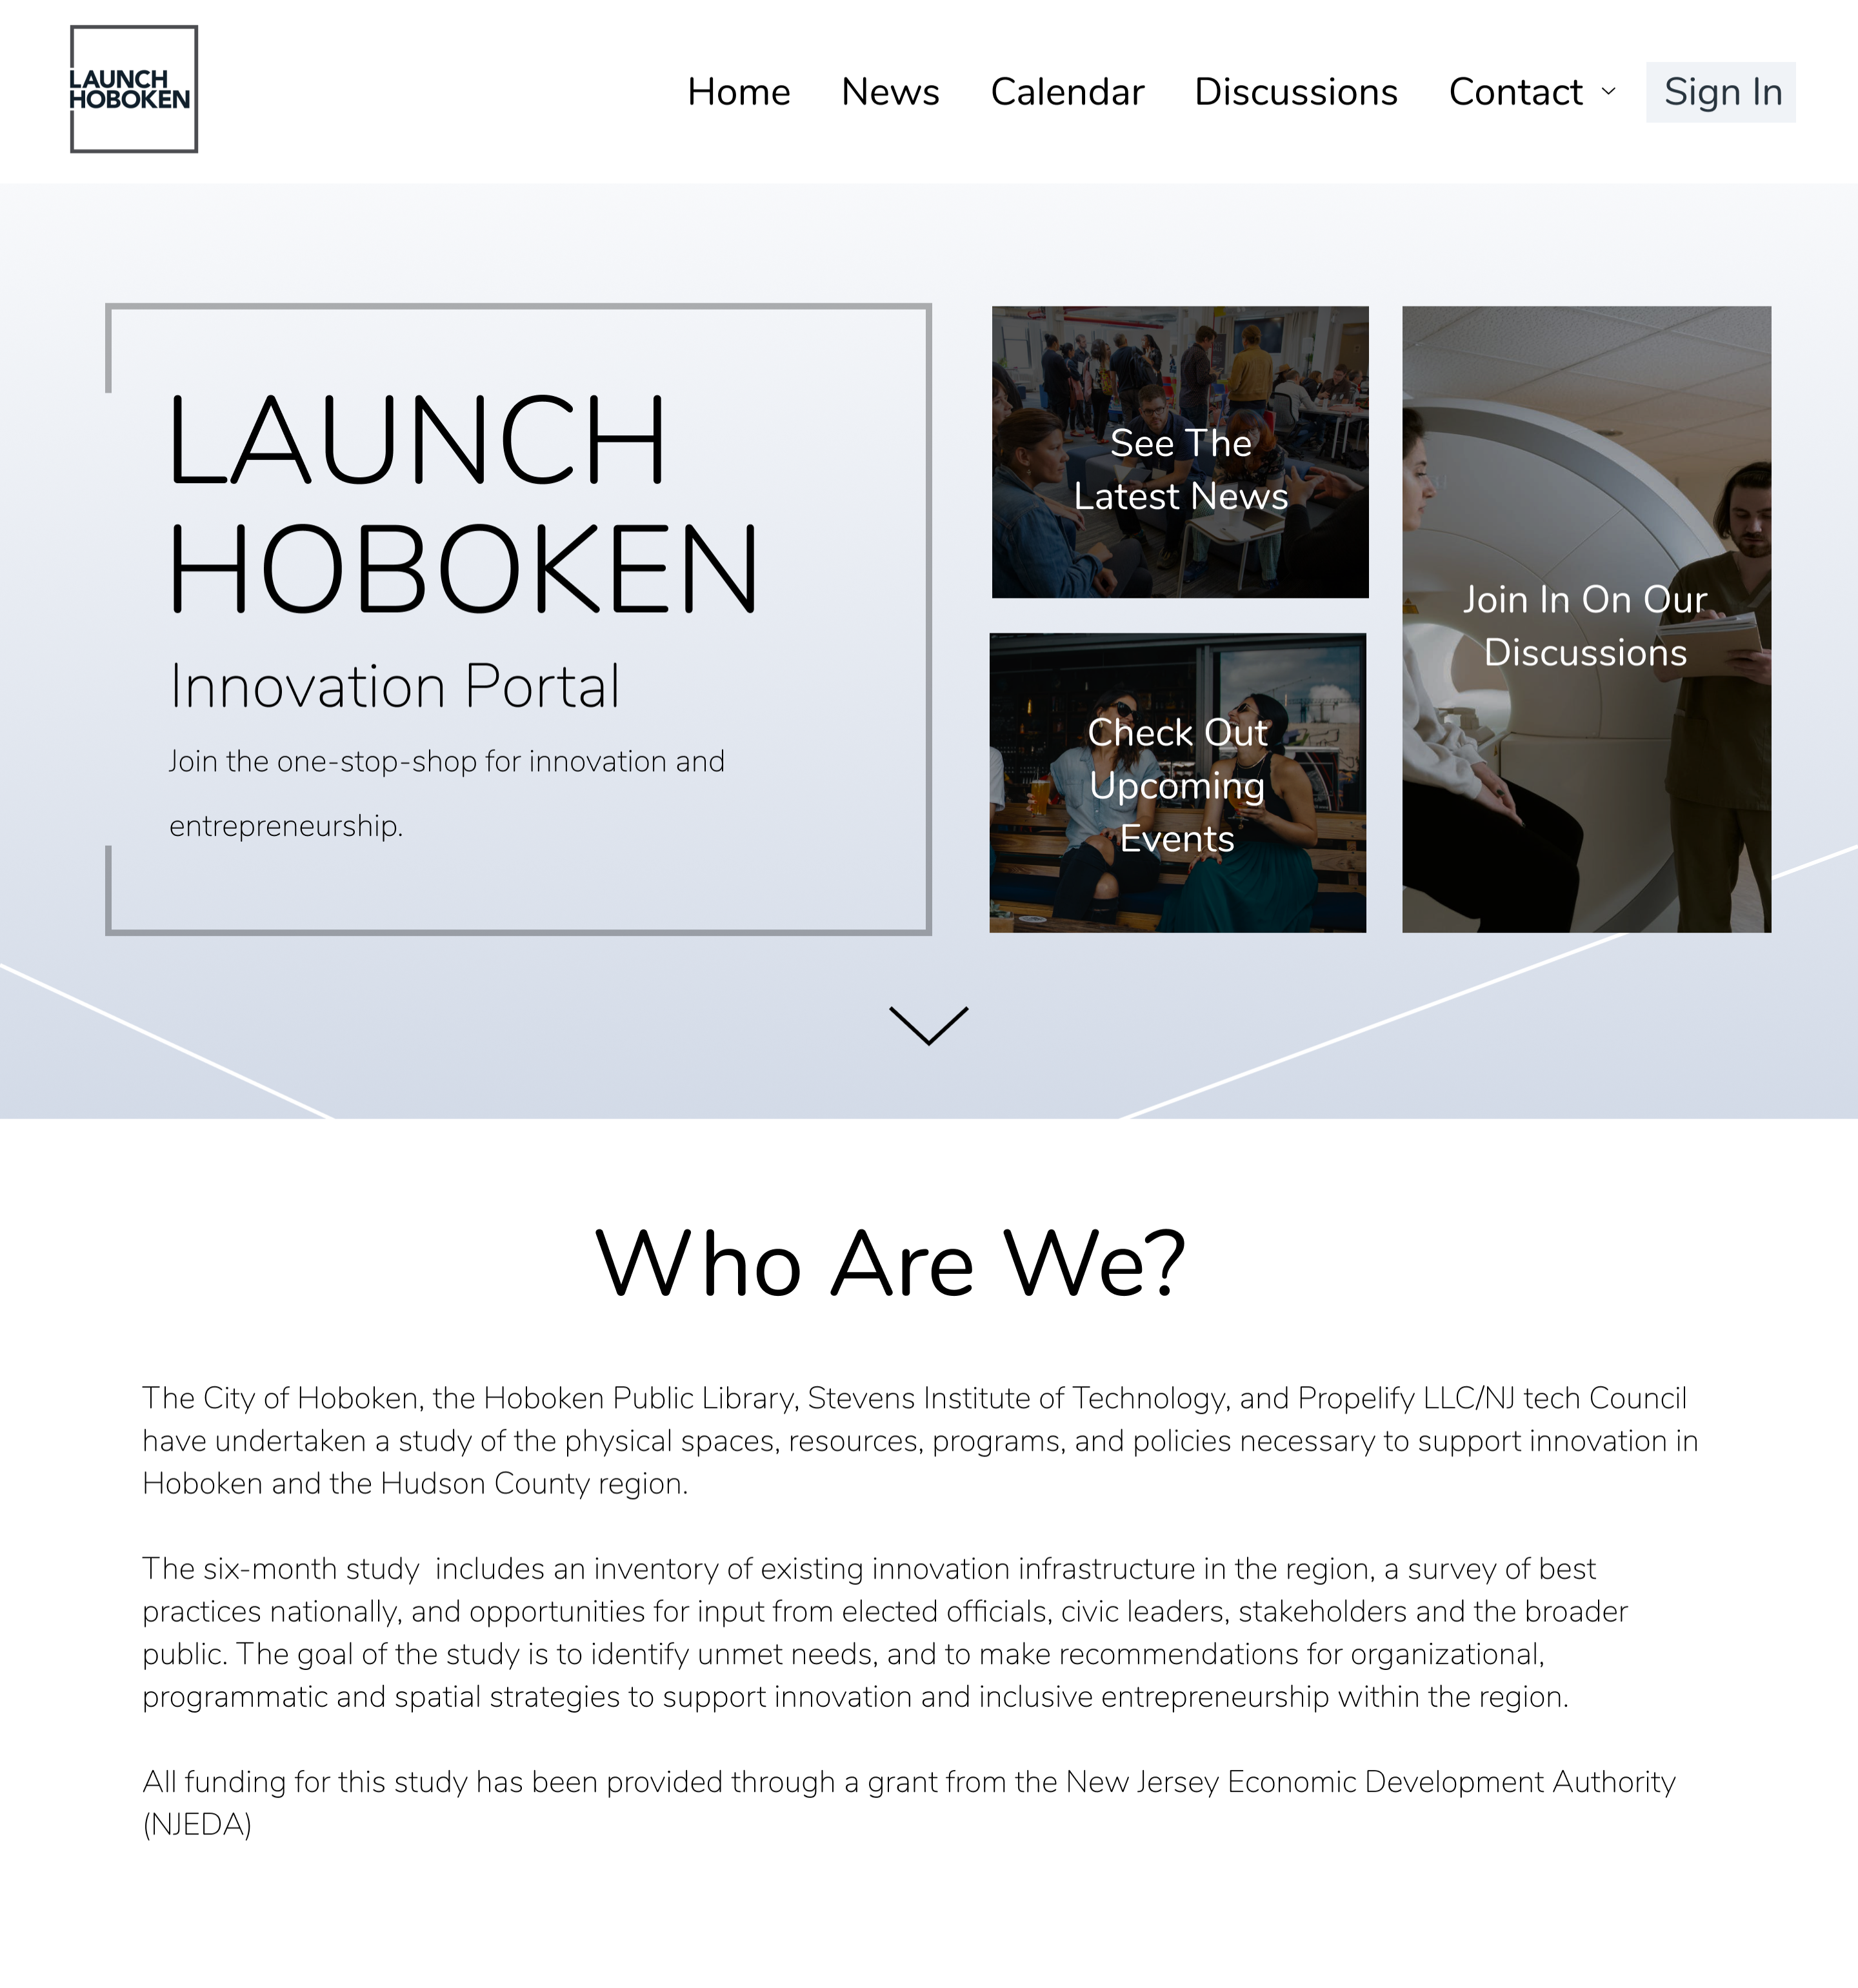 LAUNCH
HOBOKEN
Home News Calendar Discussions Contact Sign In
LAUNCH
HOBOKEN
Innovation Portal
Join the one-stop-shop for innovation and
entrepreneurship.
See The
Latest News
Check Out
Upcoming
Events
Join In On Our
Discussions
Who Are We?
The City of Hoboken, the Hoboken Public Library, Stevens Institute of Technology, and Propelify LLC/NJ tech Council
have undertaken a study of the physical spaces, resources, programs, and policies necessary to support innovation in
Hoboken and the Hudson County region.
The six-month study  includes an inventory of existing innovation infrastructure in the region, a survey of best
practices nationally, and opportunities for input from elected officials, civic leaders, stakeholders and the broader
public. The goal of the study is to identify unmet needs, and to make recommendations for organizational,
programmatic and spatial strategies to support innovation and inclusive entrepreneurship within the region.
All funding for this study has been provided through a grant from the New Jersey Economic Development Authority
(NJEDA)